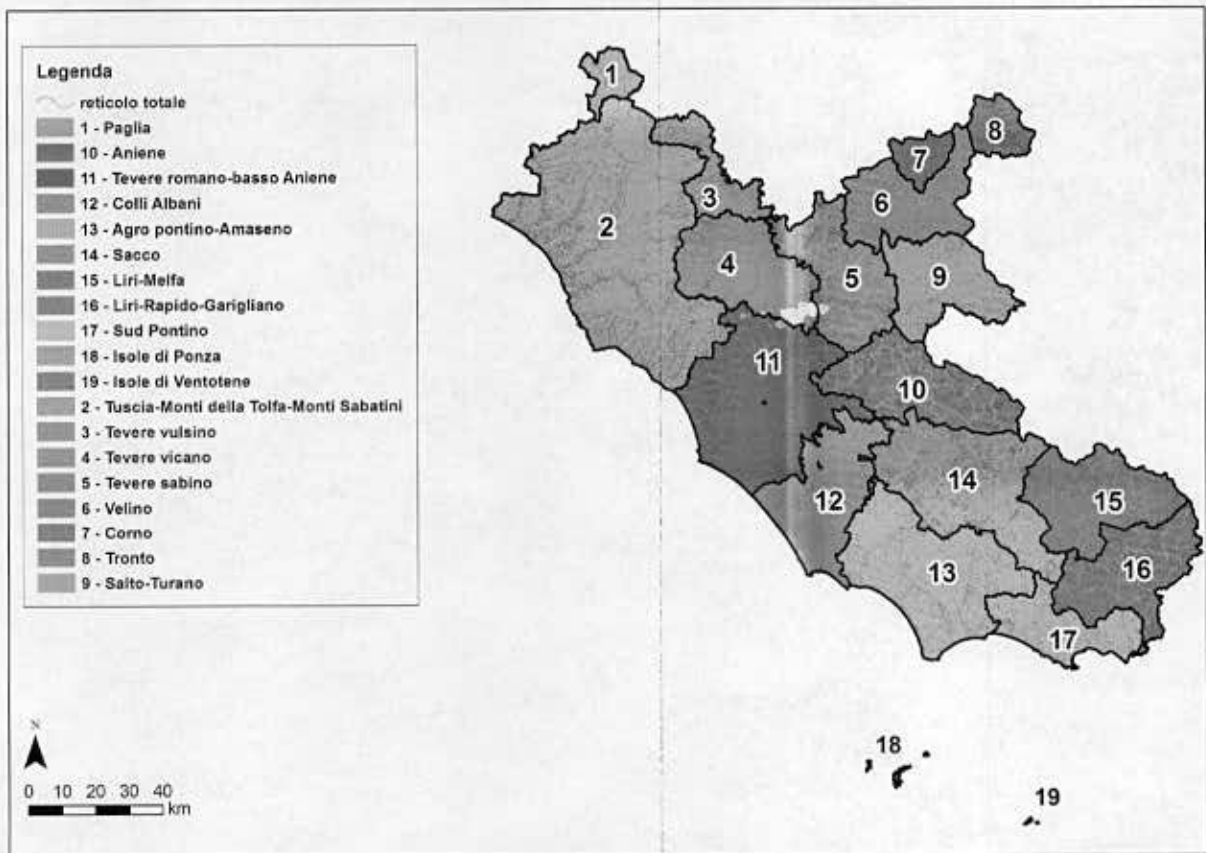 Legenda
reticolo totale
1 - Paglia
10 - Aniene
11 - Tevere romano-basso Aniene
12 - Colli Albani
13 - Agro pontino-Amaseno
14 - Sacco
15 - Liri-Melfa
16 - Liri-Rapido-Garigliano
17 - Sud Pontino
18 - Isole di Ponza
19 - Isole di Ventotene
2 - Tuscia-Monti della Tolfa-Monti Sabatini
3 - Tevere vulsino
4 - Tevere vicano
5 - Tevere sabino
6 - Velino
7 - Corno
8 - Tronto
9 - Salto-Turano
N
0 10 20 30 40
km
1
8
7
3
6
2
4
5
9
11
10
14
12
15
13
16
17
18
19